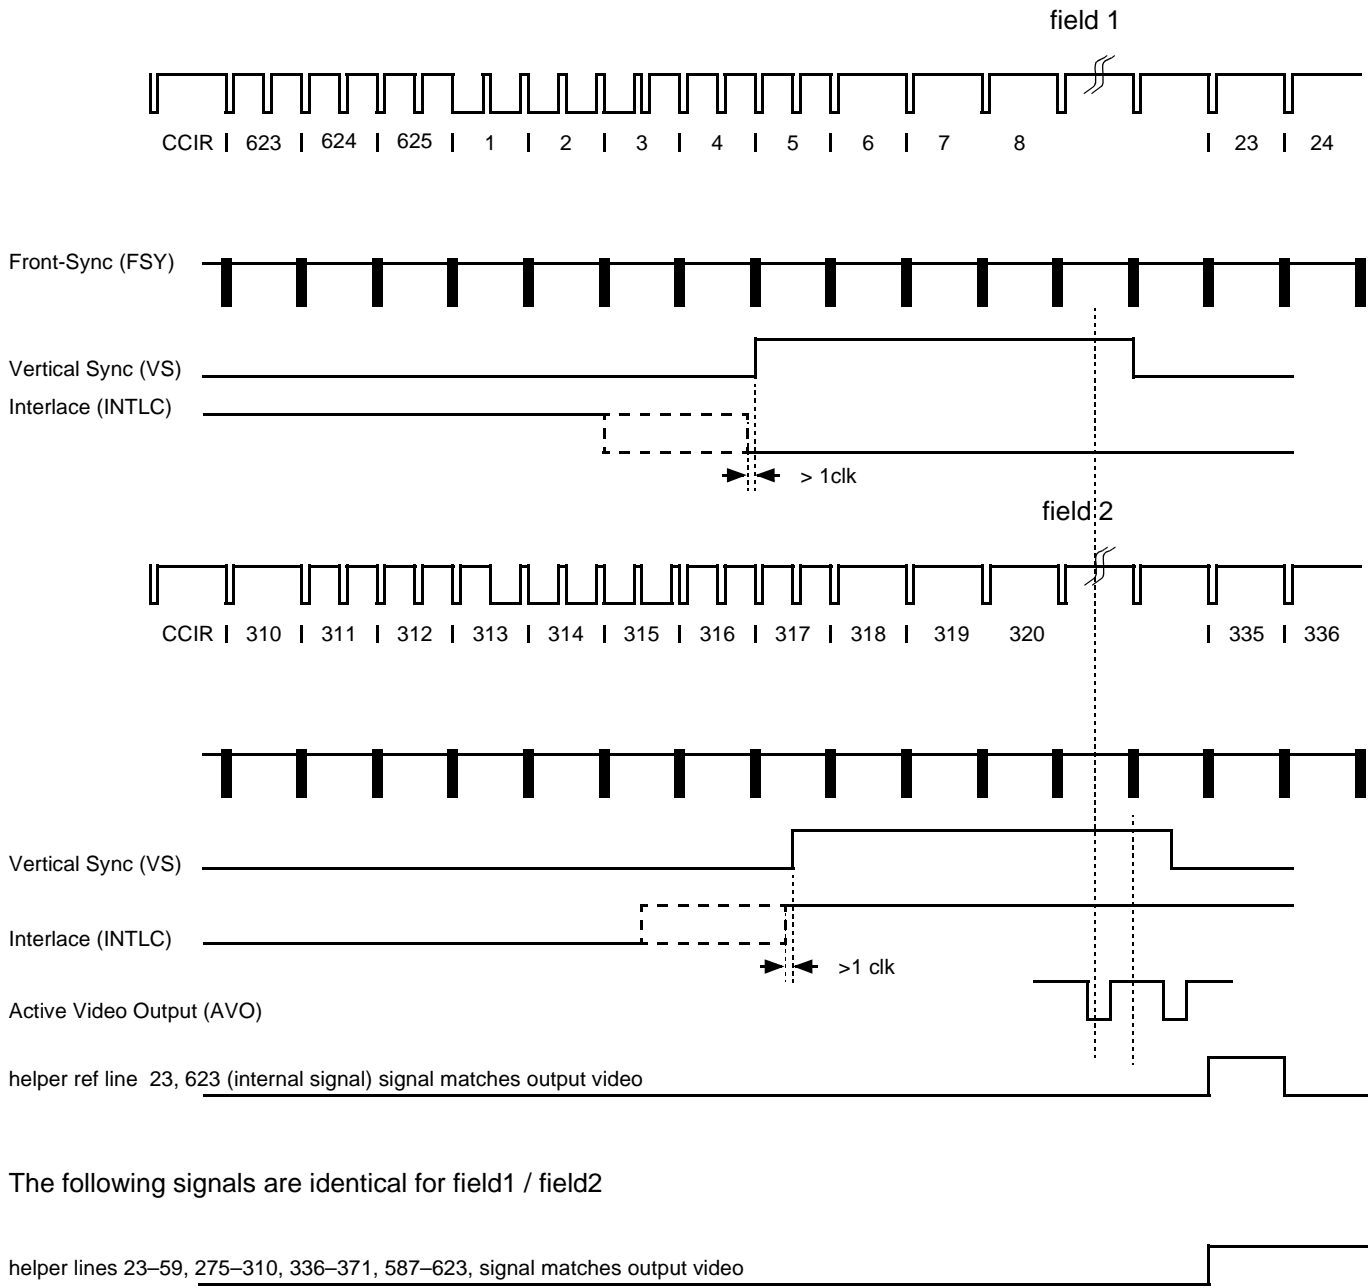 field 1
CCIR 623 624 625 1 2 3 4 5 6 7 8 23 24
Front-Sync (FSY)
Vertical Sync (VS)
Interlace (INTLC)
> 1clk
field 2
CCIR 310 311 312 313 314 315 316 317 318 319 320 335 336
Vertical Sync (VS)
Interlace (INTLC)
>1 clk
Active Video Output (AVO)
helper ref line 23, 623 (internal signal) signal matches output video
The following signals are identical for field1 / field2
helper lines 23–59, 275–310, 336–371, 587–623, signal matches output video